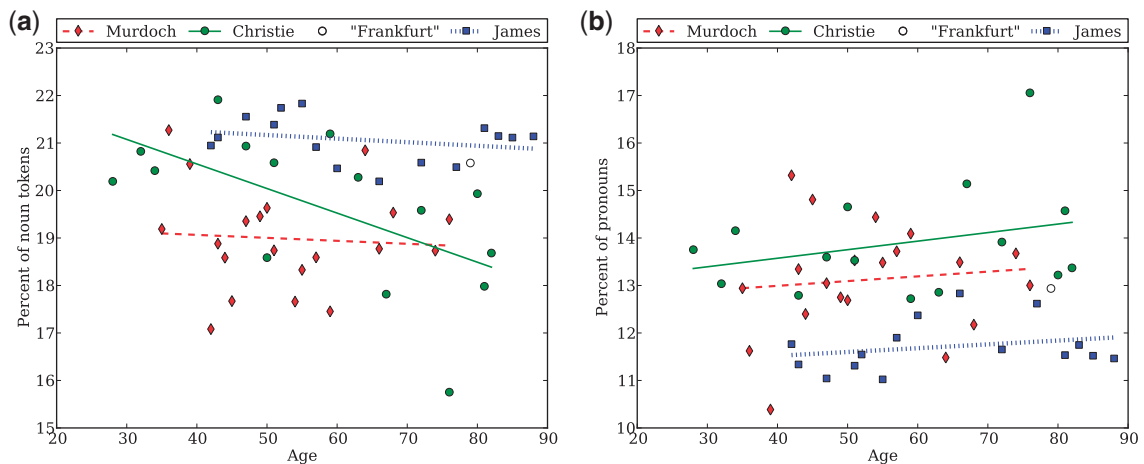 (a)
Murdoch Christie "Frankfurt" James
Percent of noun tokens
23
22
21
20
19
18
17
16
15
20 30 40 50 60 70 80 90
Age
(b)
Murdoch Christie "Frankfurt" James
Percent of pronouns
18
17
16
15
14
13
12
11
10
20 30 40 50 60 70 80 90
Age